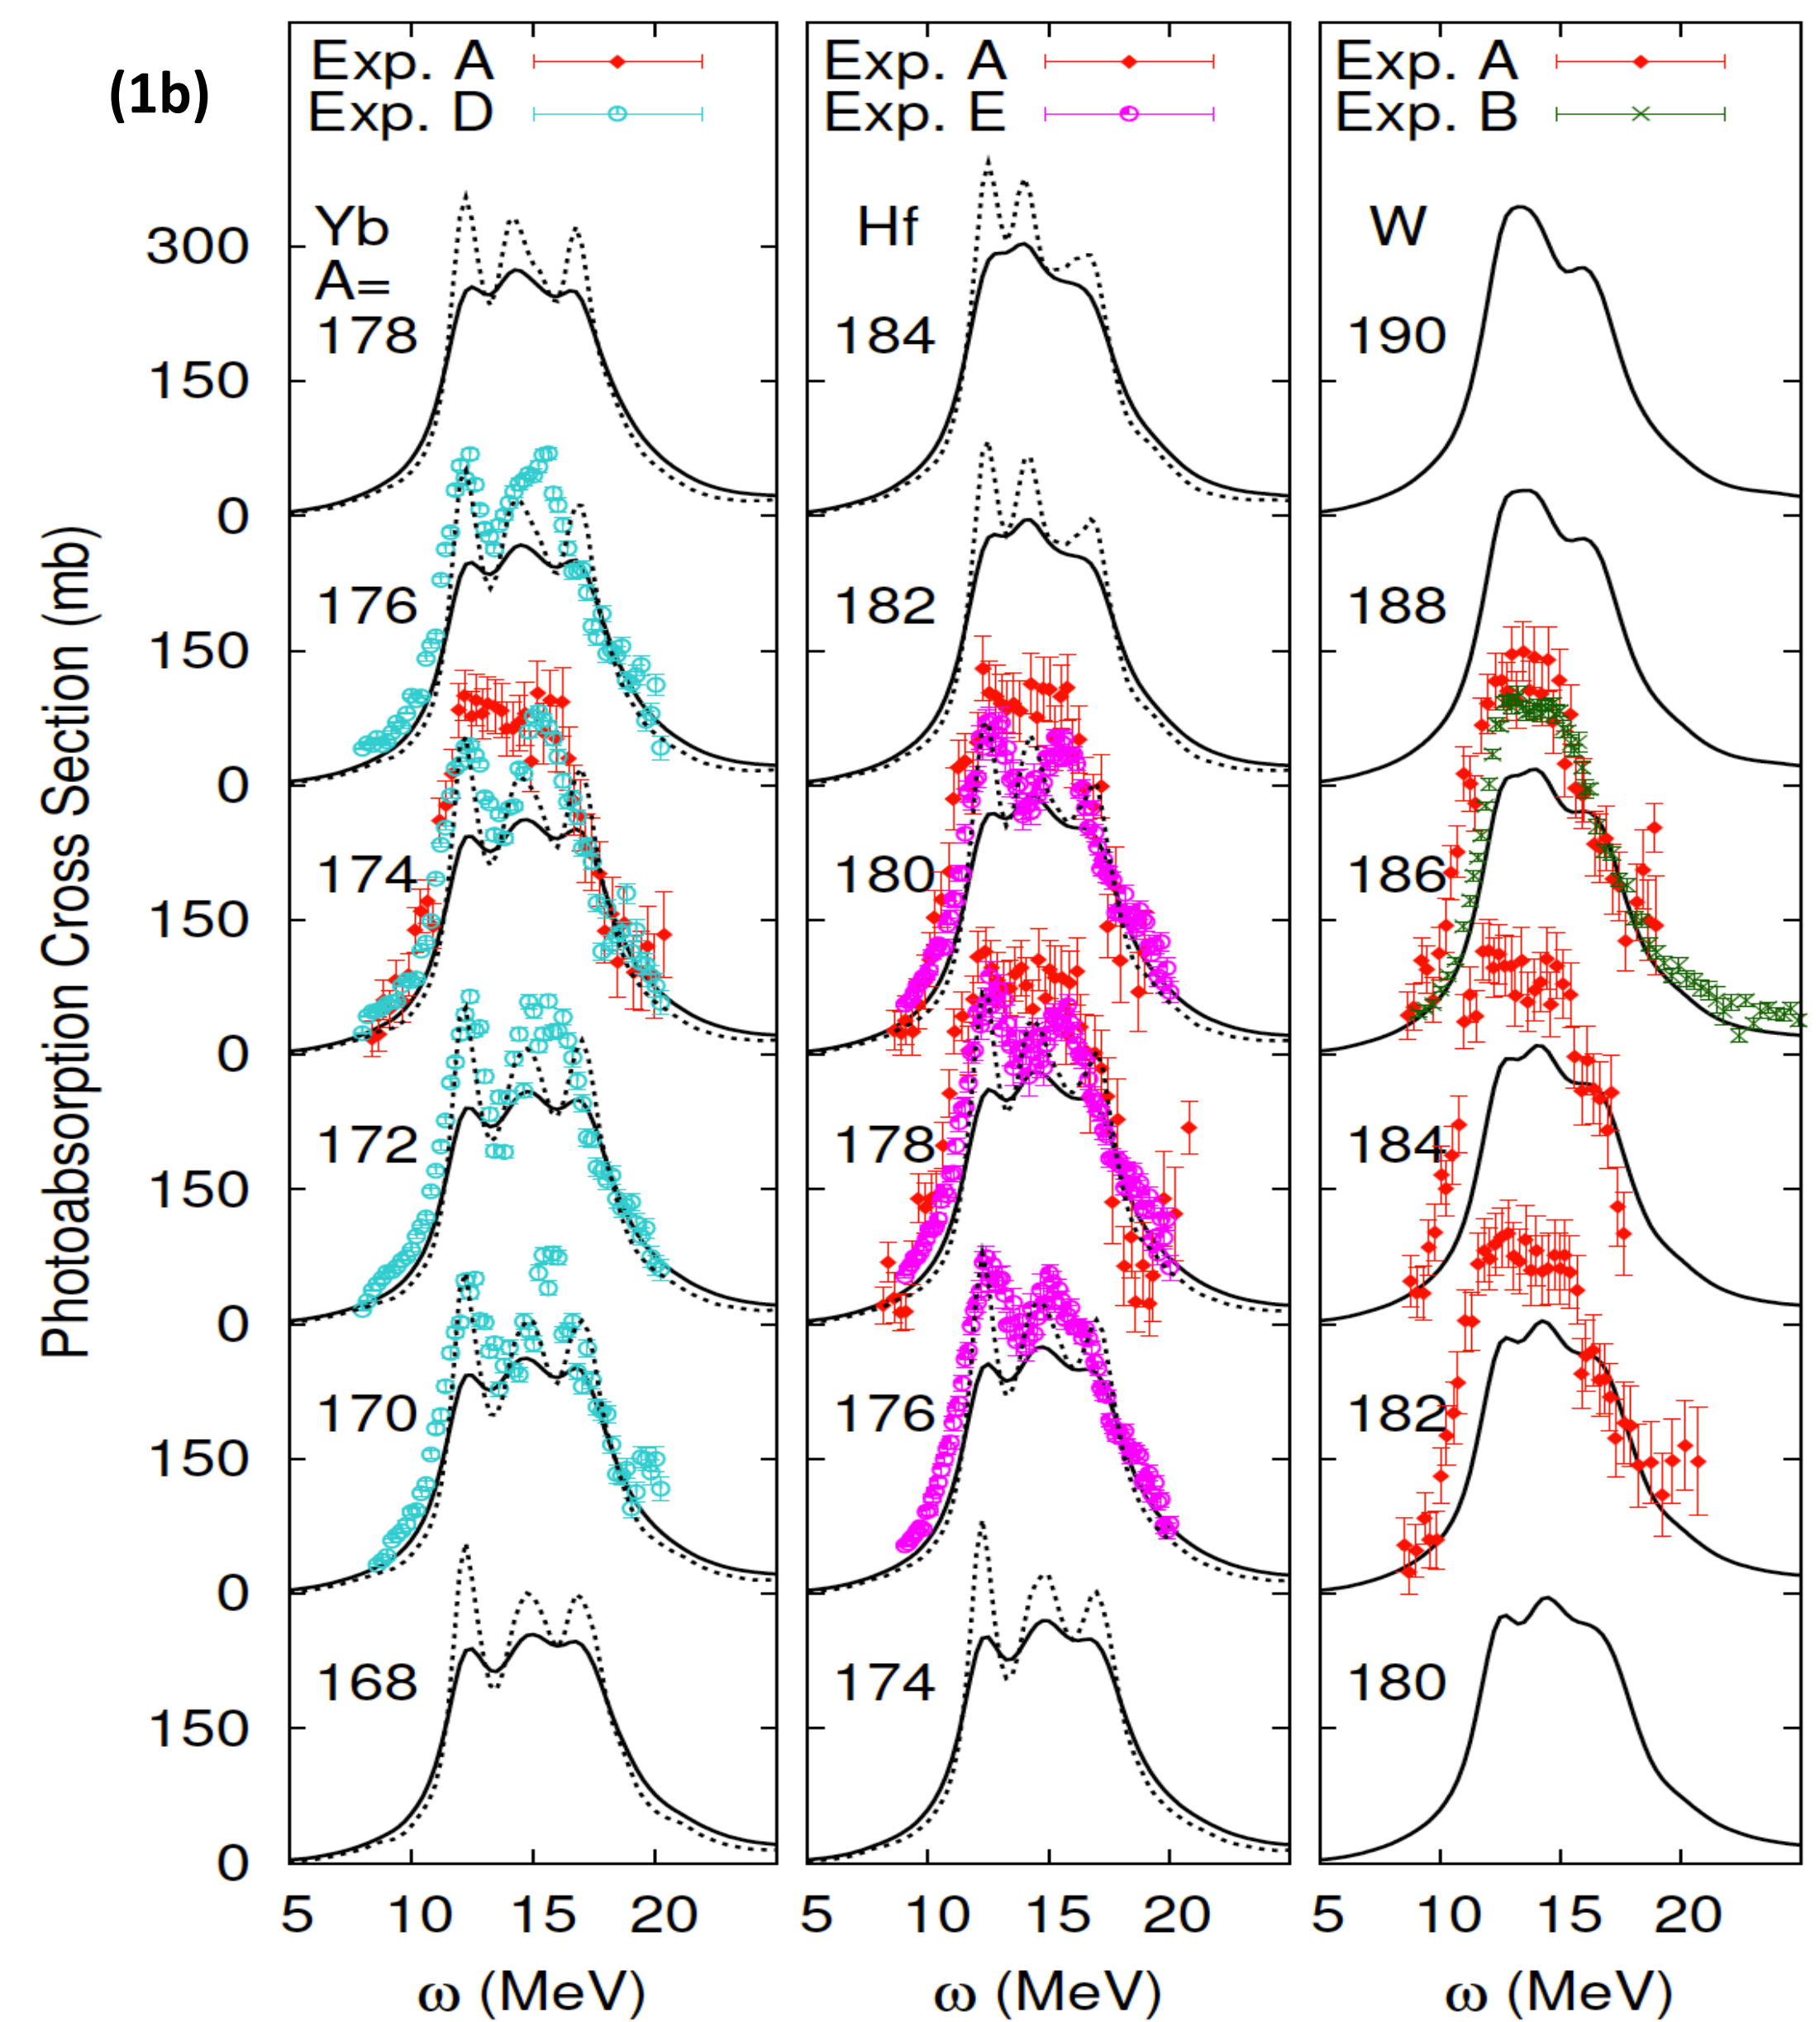 (1b)
Exp. A
Exp. D
Exp. A
Exp. E
Exp. A
Exp. B
Photoabsorption Cross Section (mb)
300
150
0
150
0
150
0
150
0
150
0
150
0
Yb
A=
178
176
174
172
170
168
Hf
184
182
180
178
176
174
W
190
188
186
184
182
180
5 10 15 20
5 10 15 20
5 10 15 20
ω (MeV)
ω (MeV)
ω (MeV)